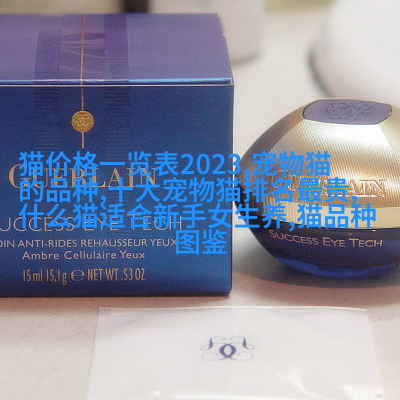 猫价格一览表2023,宠物猫
的品种,十大宠物猫排名最贵,
什么猫适合新手女生养,猫品种
图鉴
GUERLAIN
SUCCESS EYE TECH
SOIN ANTI-RIDES REHAUSSEUR YEUX
Ambre Cellulaire Yeux
15 ml 15,1 g ℮ NET WT .53 OZ
SUCCESS EYE TECH